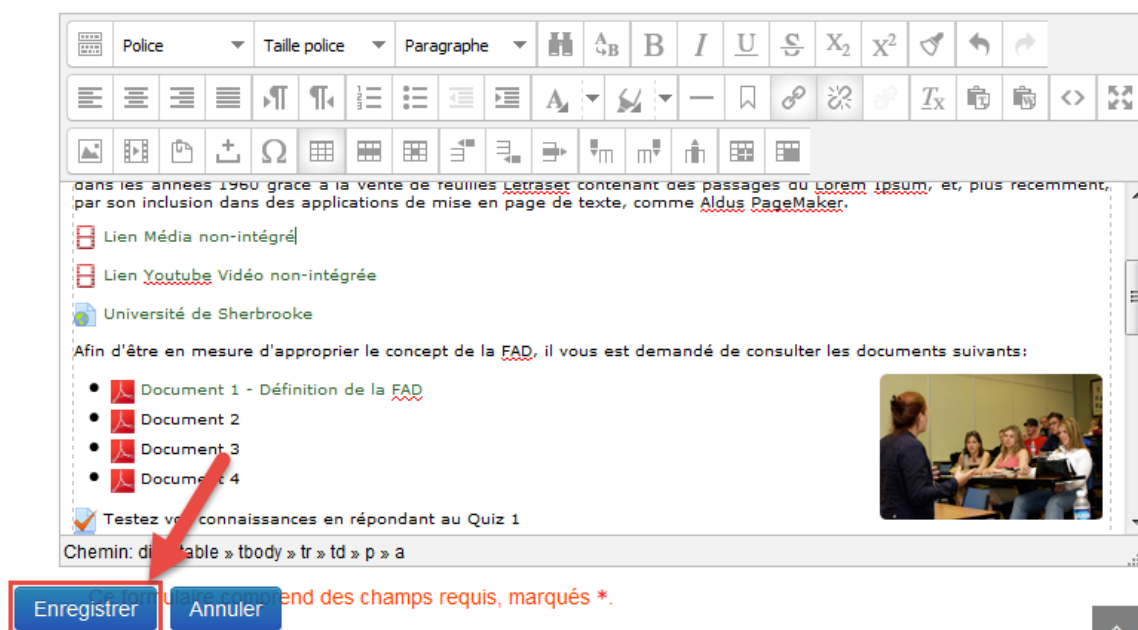 Police Taille police Paragraphe
dans les années 1960 grâce à la vente de feuilles Letraset contenant des passages du Lorem Ipsum, et, plus récemment,
par son inclusion dans des applications de mise en page de texte, comme Aldus PageMaker.
Lien Média non-intégré
Lien Youtube Vidéo non-intégrée
Université de Sherbrooke
Afin d'être en mesure d'approprier le concept de la FAD, il vous est demandé de consulter les documents suivants:
Document 1 - Définition de la FAD
Document 2
Document 3
Document 4
Testez vos connaissances en répondant au Quiz 1
Chemin: div » table » tbody » tr » td » p » a
Ce formulaire comprend des champs requis, marqués *.
Enregistrer Annuler